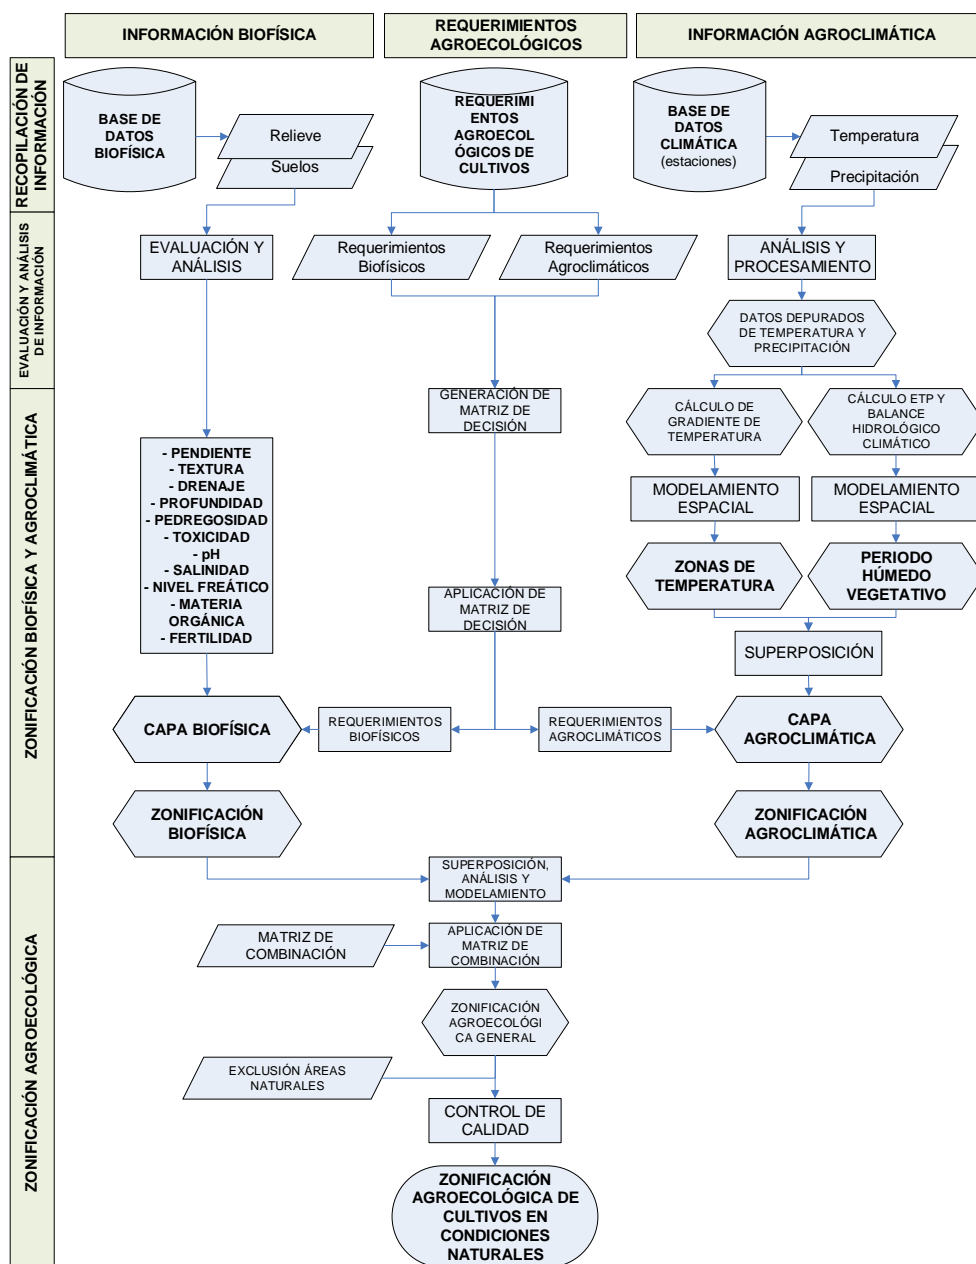 INFORMACIÓN BIOFÍSICA
REQUERIMIENTOS
AGROECOLÓGICOS
INFORMACIÓN AGROCLIMÁTICA
RECOPILACIÓN DE
INFORMACIÓN
BASE DE
DATOS
BIOFÍSICA
Relieve
Suelos
REQUERIMI
ENTOS
AGROECOL
ÓGICOS DE
CULTIVOS
BASE DE
DATOS
CLIMÁTICA
(estaciones)
Temperatura
Precipitación
EVALUACIÓN Y ANÁLISIS
DE INFORMACIÓN
EVALUACIÓN Y
ANÁLISIS
Requerimientos
Biofísicos
Requerimientos
Agroclimáticos
ANÁLISIS Y
PROCESAMIENTO
DATOS DEPURADOS
DE TEMPERATURA Y
PRECIPITACIÓN
ZONIFICACIÓN BIOFÍSICA Y AGROCLIMÁTICA
GENERACIÓN DE
MATRIZ DE
DECISIÓN
CÁLCULO DE
GRADIENTE DE
TEMPERATURA
CÁLCULO ETP Y
BALANCE
HIDROLÓGICO
CLIMÁTICO
- PENDIENTE
- TEXTURA
- DRENAJE
- PROFUNDIDAD
- PEDREGOSIDAD
- TOXICIDAD
- pH
- SALINIDAD
- NIVEL FREÁTICO
- MATERIA
ORGÁNICA
- FERTILIDAD
MODELAMIENTO
ESPACIAL
MODELAMIENTO
ESPACIAL
ZONAS DE
TEMPERATURA
PERIODO
HÚMEDO
VEGETATIVO
APLICACIÓN DE
MATRIZ DE
DECISIÓN
SUPERPOSICIÓN
CAPA BIOFÍSICA
REQUERIMIENTOS
BIOFÍSICOS
REQUERIMIENTOS
AGROCLIMÁTICOS
CAPA
AGROCLIMÁTICA
ZONIFICACIÓN
BIOFÍSICA
ZONIFICACIÓN
AGROCLIMÁTICA
ZONIFICACIÓN AGROECOLÓGICA
SUPERPOSICIÓN,
ANÁLISIS Y
MODELAMIENTO
MATRIZ DE
COMBINACIÓN
APLICACIÓN DE
MATRIZ DE
COMBINACIÓN
ZONIFICACIÓN
AGROECOLÓGI
CA GENERAL
EXCLUSIÓN ÁREAS
NATURALES
CONTROL DE
CALIDAD
ZONIFICACIÓN
AGROECOLÓGICA DE
CULTIVOS EN
CONDICIONES
NATURALES